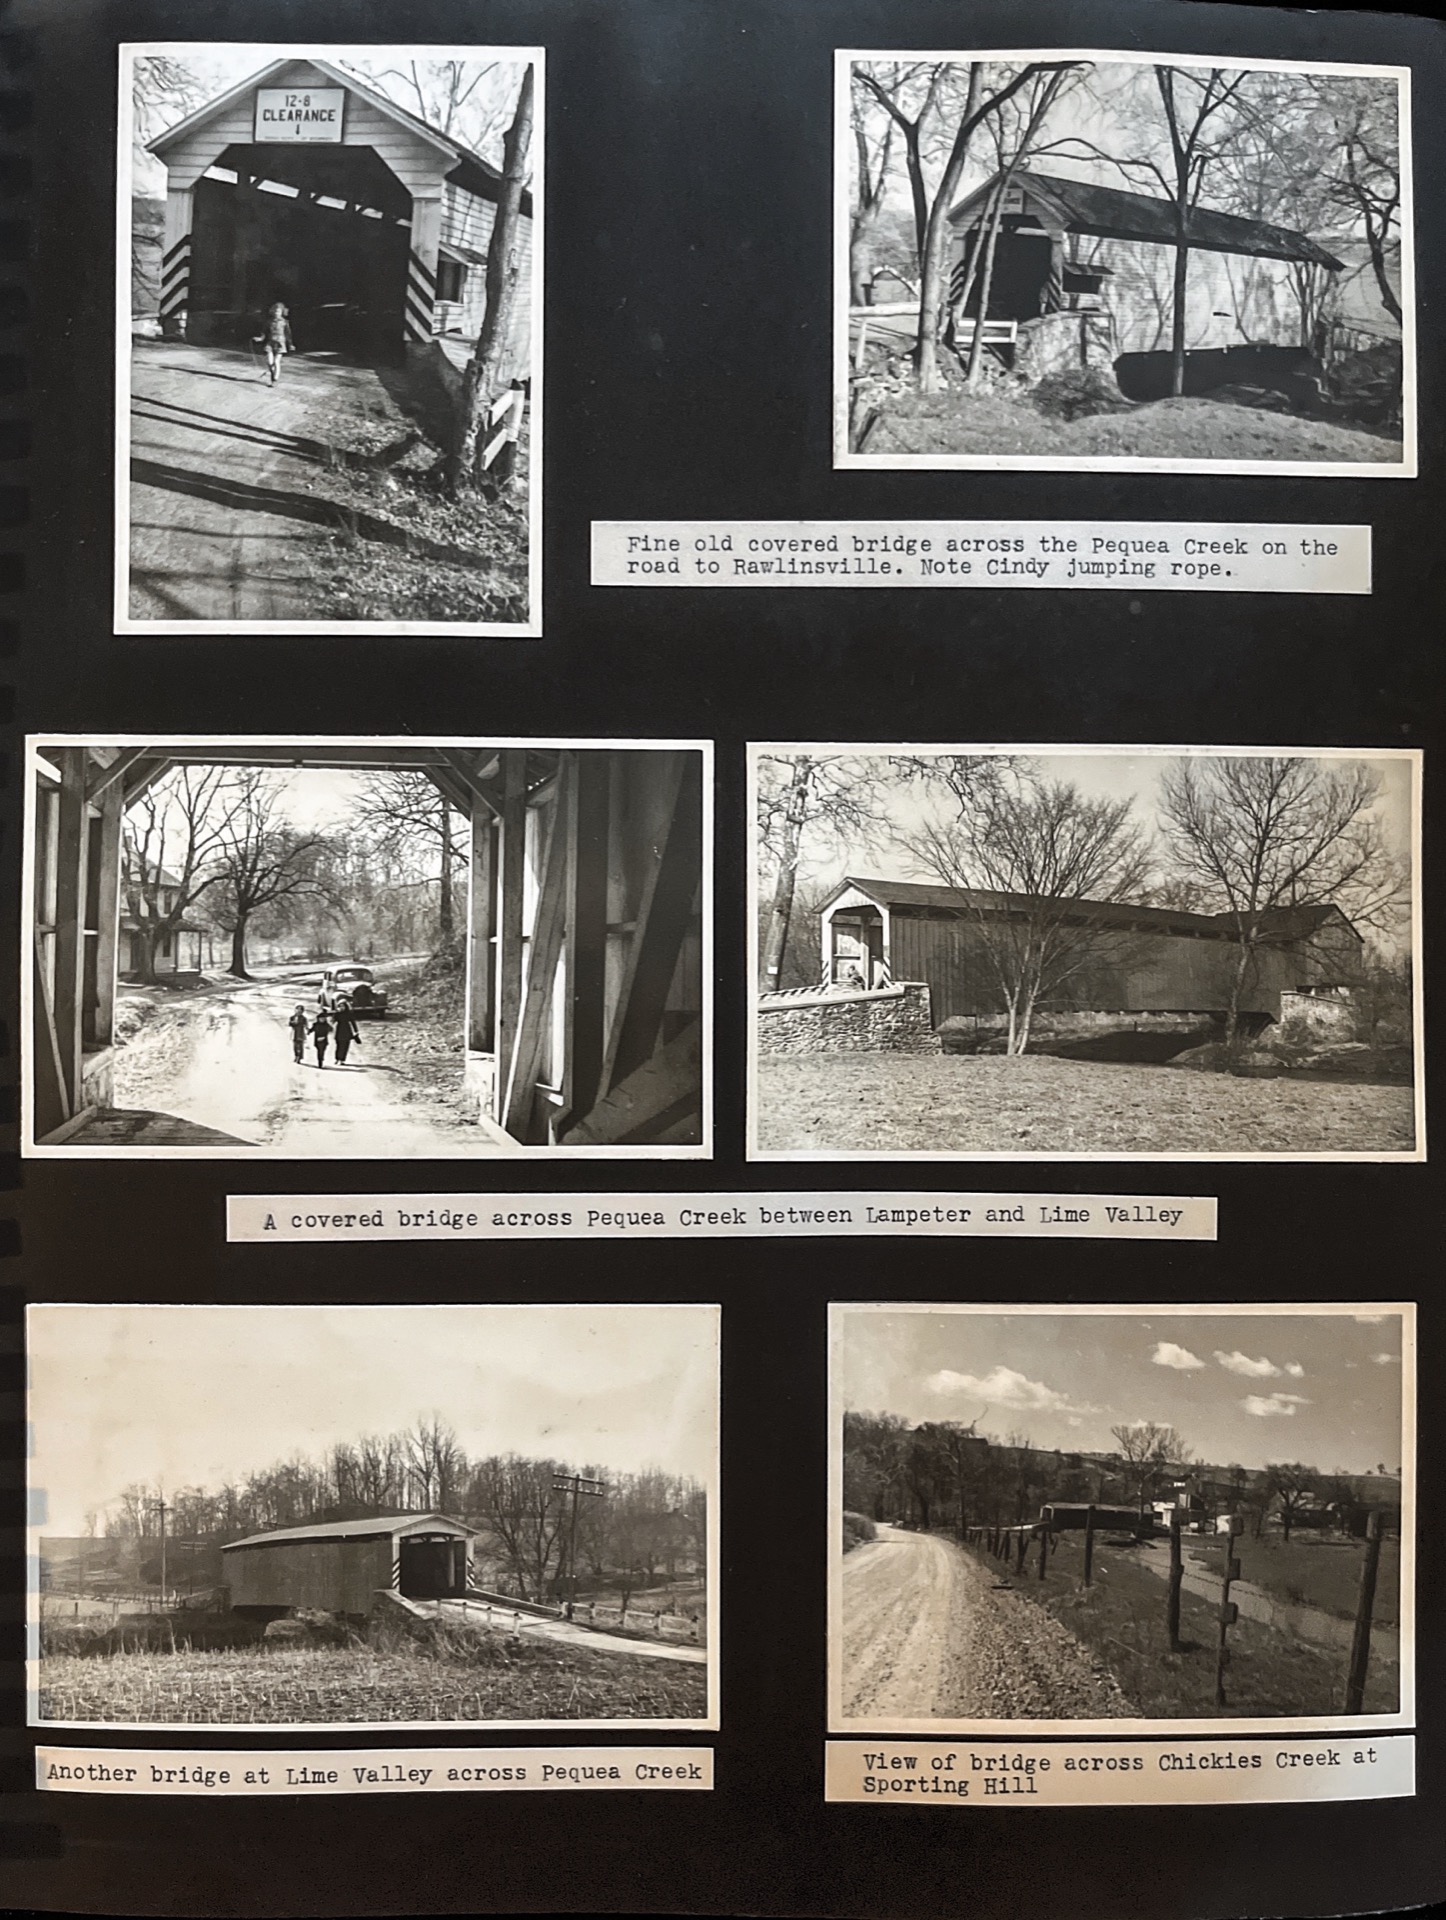 12-8
CLEARANCE
Fine old covered bridge across the Pequea Creek on the
road to Rawlinsville. Note Cindy jumping rope.
A covered bridge across Pequea Creek between Lampeter and Lime Valley
Another bridge at Lime Valley across Pequea Creek
View of bridge across Chickies Creek at
Sporting Hill